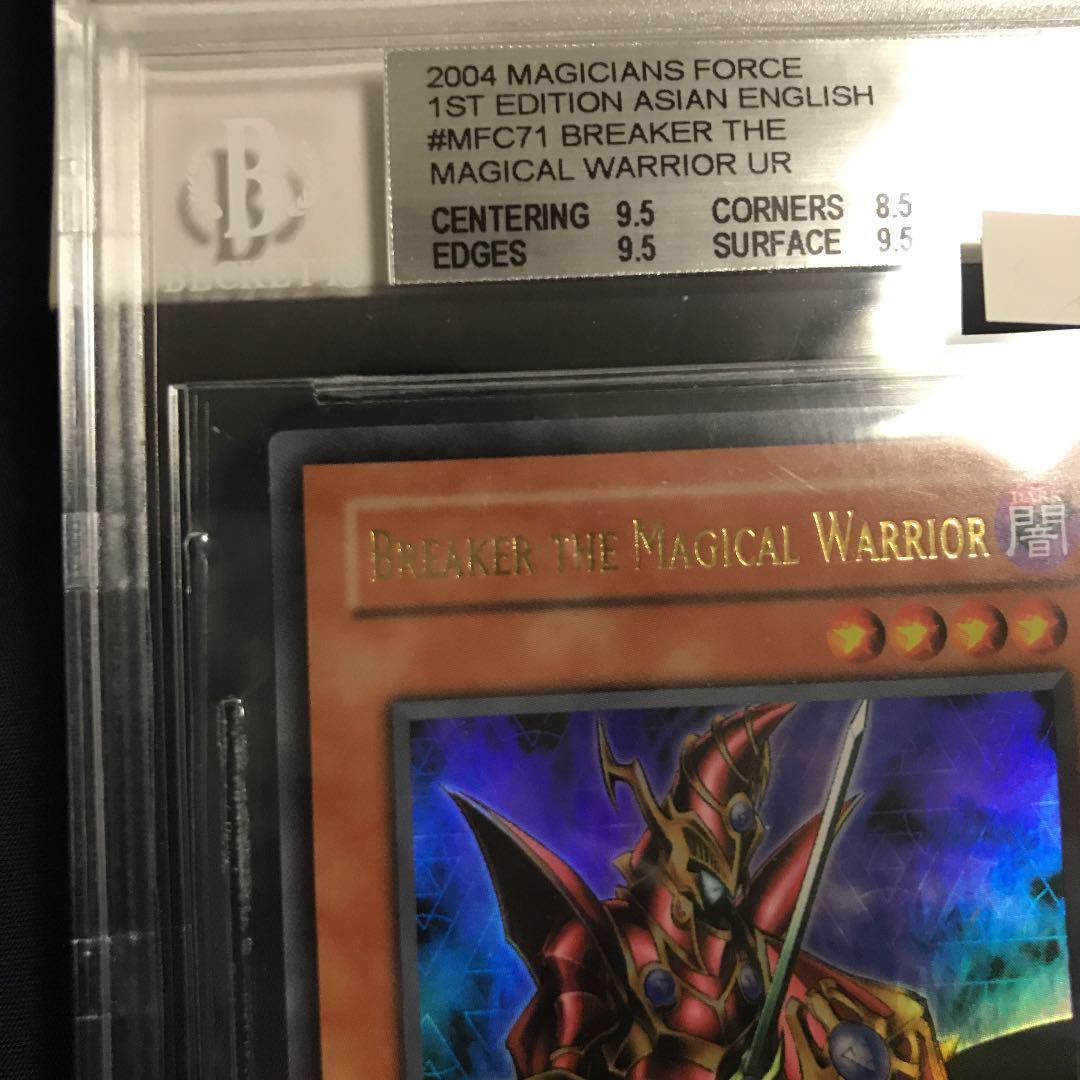 2004 MAGICIANS FORCE
1ST EDITION ASIAN ENGLISH
#MFC71 BREAKER THE
MAGICAL WARRIOR UR
CENTERING 9.5 CORNERS 8.5
EDGES 9.5 SURFACE 9.5
B
BREAKER THE MAGICAL WARRIOR
DARK
闇